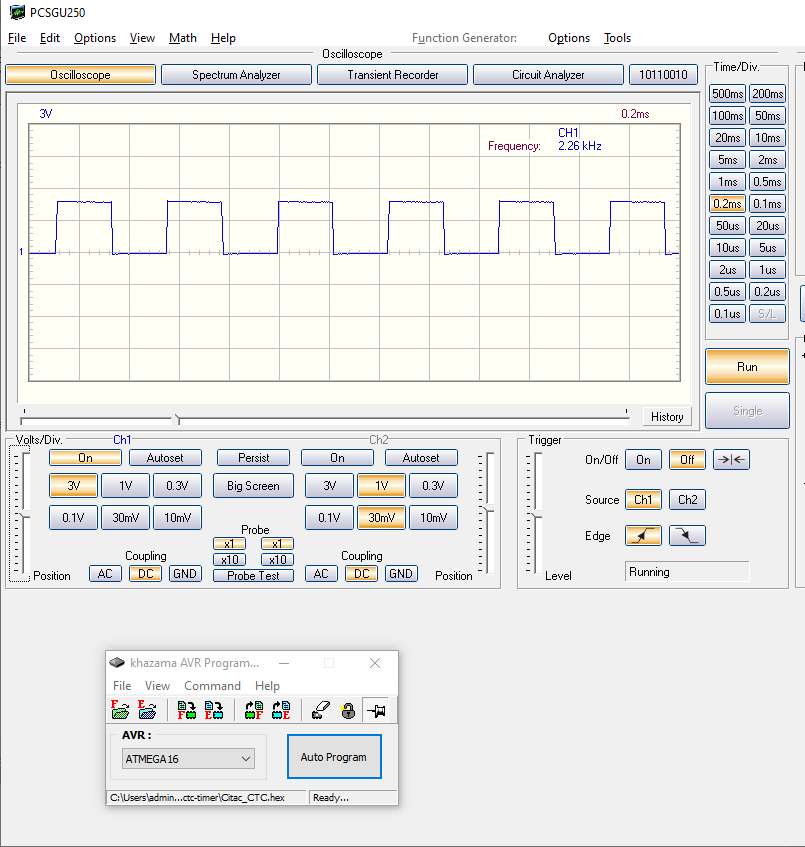 PCSGU250
File Edit Options View Math Help Function Generator: Options Tools
Oscilloscope
Oscilloscope Spectrum Analyzer Transient Recorder Circuit Analyzer 10110010
Time/Div.
3V 0.2ms
CH1
Frequency: 2.26 kHz
1
500ms 200ms
100ms 50ms
20ms 10ms
5ms 2ms
1ms 0.5ms
0.2ms 0.1ms
50us 20us
10us 5us
2us 1us
0.5us 0.2us
0.1us S/L
Run
Single
History
Volts/Div. Ch1 Ch2
On Autoset Persist On Autoset
3V 1V 0.3V Big Screen 3V 1V 0.3V
0.1V 30mV 10mV 0.1V 30mV 10mV
Probe
x1 x1
x10 x10
Probe Test
Coupling Coupling
Position AC DC GND AC DC GND Position
Trigger
On/Off On Off
Source Ch1 Ch2
Edge
Level Running
khazama AVR Program...
File View Command Help
F E F E F E
AVR :
ATMEGA16
Auto Program
C:\Users\admin...ctc-timer\Citac_CTC.hex Ready...